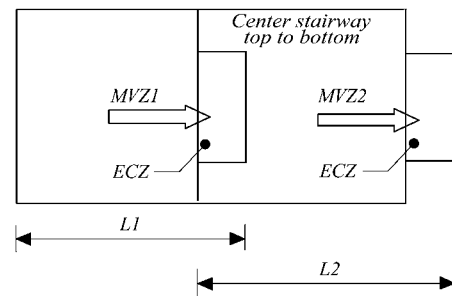 Center stairway
top to bottom
MVZ1
MVZ2
ECZ
ECZ
L1
L2